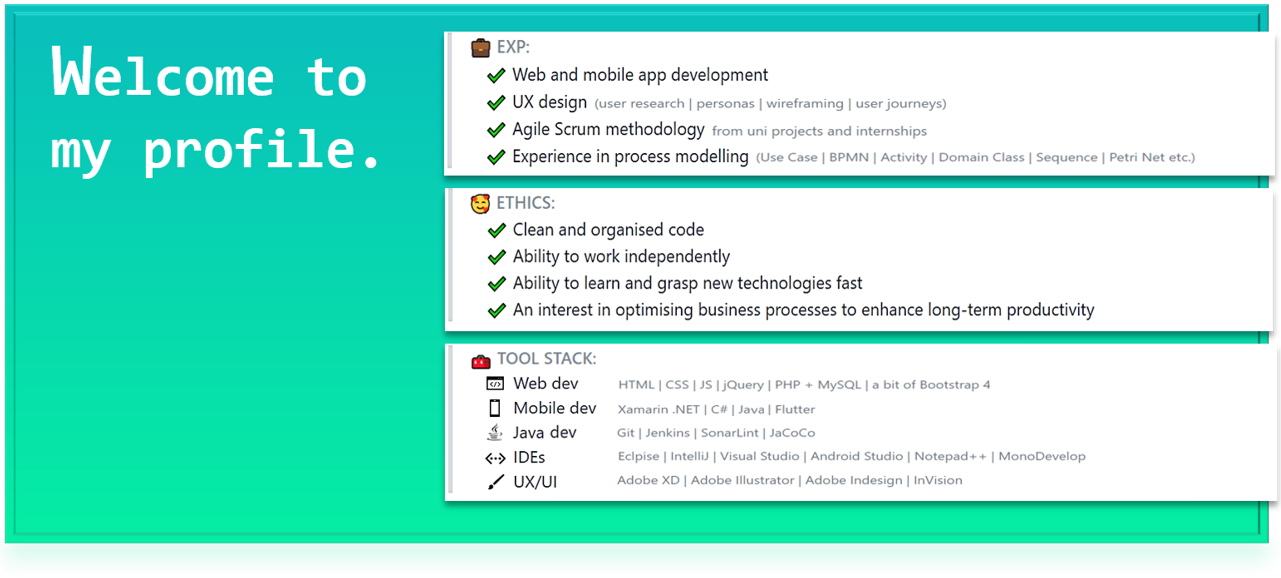 Welcome to
my profile.
EXP:
Web and mobile app development
UX design (user research | personas | wireframing | user journeys)
Agile Scrum methodology from uni projects and internships
Experience in process modelling (Use Case | BPMN | Activity | Domain Class | Sequence | Petri Net etc.)
ETHICS:
Clean and organised code
Ability to work independently
Ability to learn and grasp new technologies fast
An interest in optimising business processes to enhance long-term productivity
TOOL STACK:
Web dev HTML | CSS | JS | jQuery | PHP + MySQL | a bit of Bootstrap 4
Mobile dev Xamarin .NET | C# | Java | Flutter
Java dev Git | Jenkins | SonarLint | JaCoCo
IDEs Eclpise | IntelliJ | Visual Studio | Android Studio | Notepad++ | MonoDevelop
UX/UI Adobe XD | Adobe Illustrator | Adobe Indesign | InVision